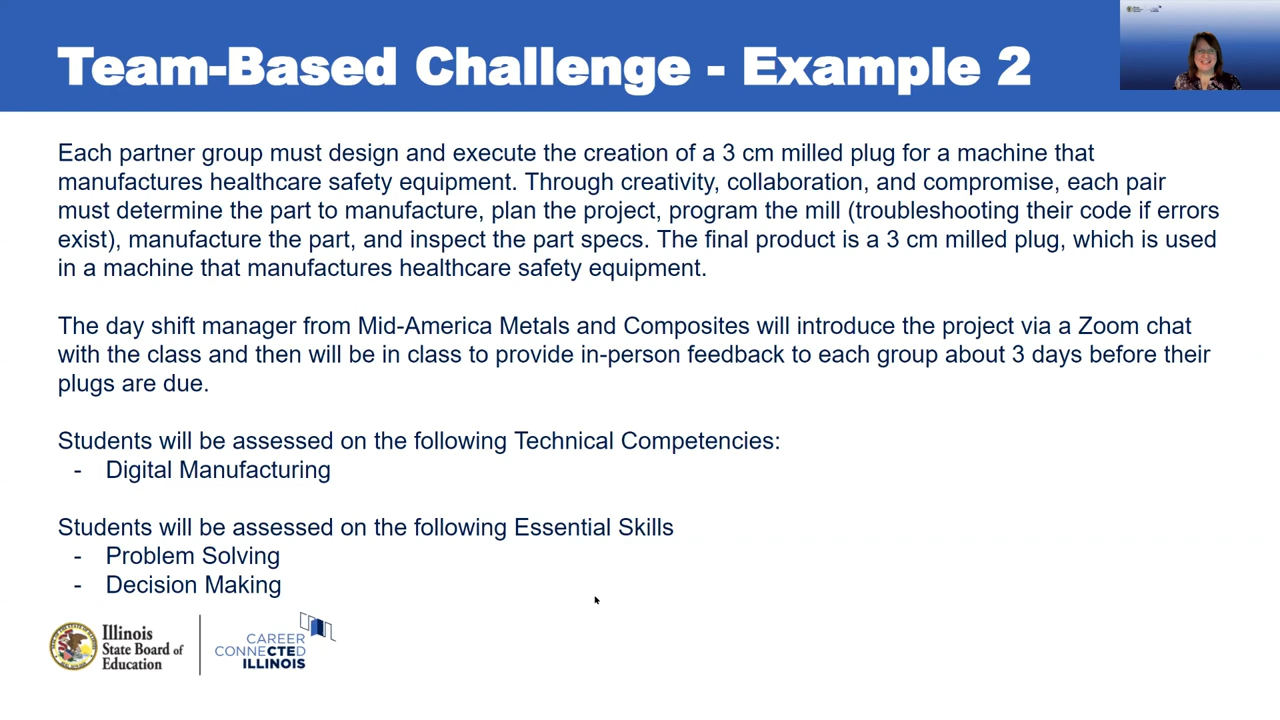 Team-Based Challenge - Example 2
Each partner group must design and execute the creation of a 3 cm milled plug for a machine that
manufactures healthcare safety equipment. Through creativity, collaboration, and compromise, each pair
must determine the part to manufacture, plan the project, program the mill (troubleshooting their code if errors
exist), manufacture the part, and inspect the part specs. The final product is a 3 cm milled plug, which is used
in a machine that manufactures healthcare safety equipment.
The day shift manager from Mid-America Metals and Composites will introduce the project via a Zoom chat
with the class and then will be in class to provide in-person feedback to each group about 3 days before their
plugs are due.
Students will be assessed on the following Technical Competencies:
- Digital Manufacturing
Students will be assessed on the following Essential Skills
- Problem Solving
- Decision Making
Illinois
State Board of
Education
CAREER
CONNECTED
ILLINOIS